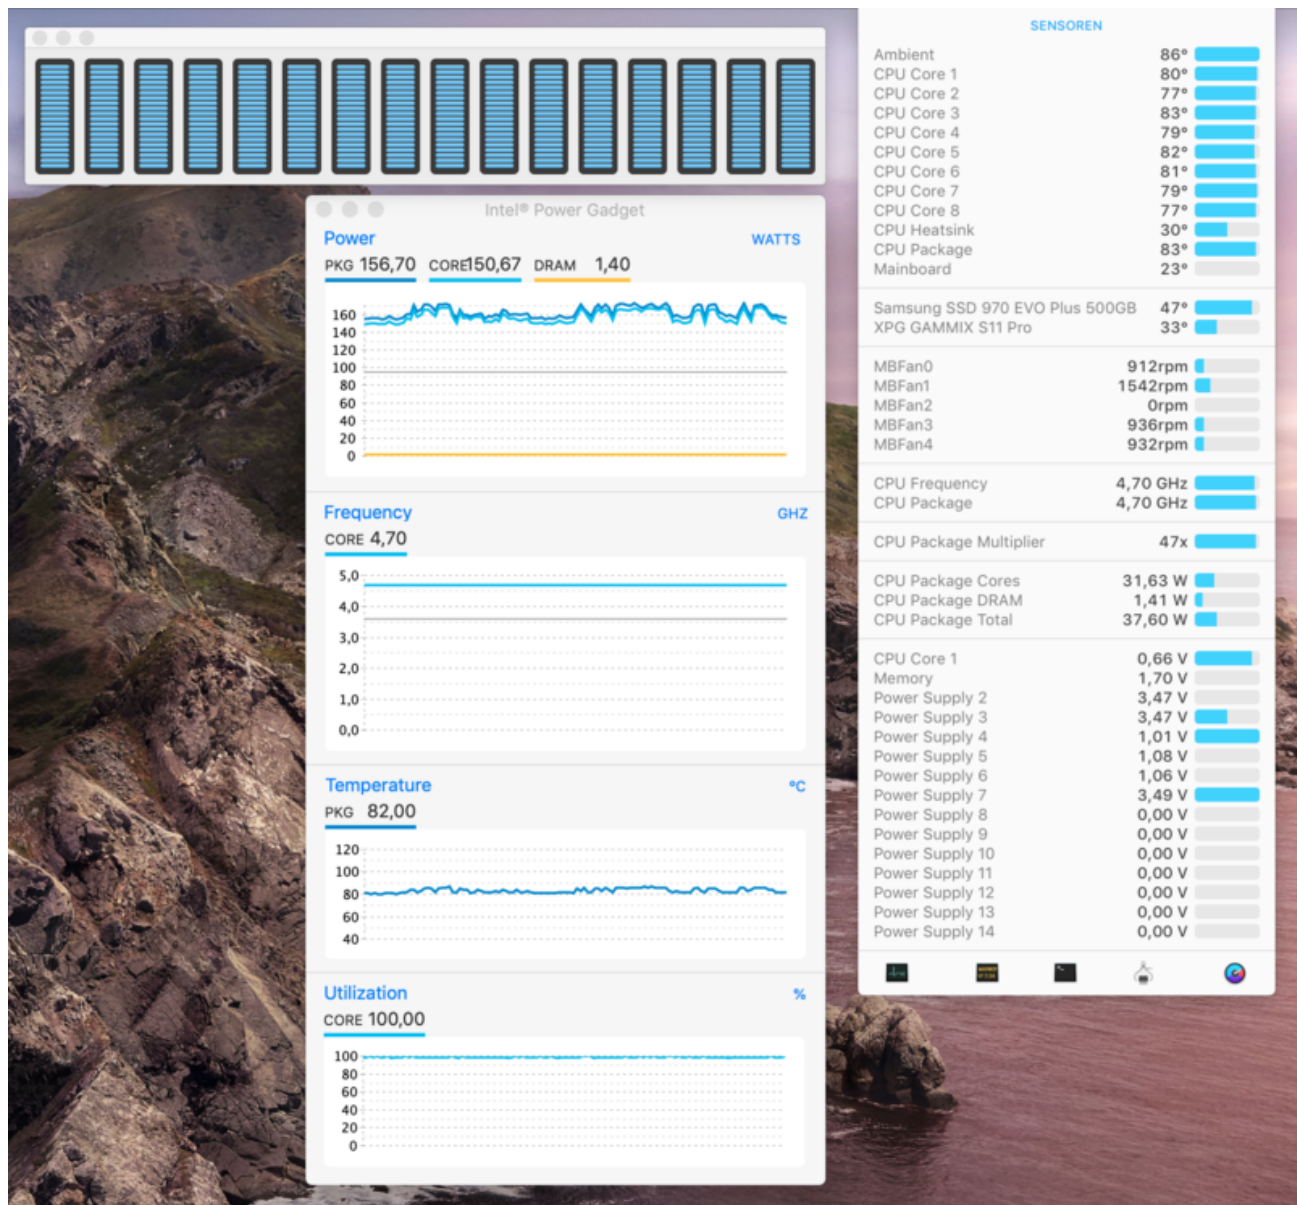 Intel® Power Gadget
Power WATTS
PKG 156,70 CORE150,67 DRAM 1,40
160
140
120
100
80
60
40
20
0
Frequency GHZ
CORE 4,70
5,0
4,0
3,0
2,0
1,0
0,0
Temperature °C
PKG 82,00
120
100
80
60
40
Utilization %
CORE 100,00
100
80
60
40
20
0
SENSOREN
Ambient 86°
CPU Core 1 80°
CPU Core 2 77°
CPU Core 3 83°
CPU Core 4 79°
CPU Core 5 82°
CPU Core 6 81°
CPU Core 7 79°
CPU Core 8 77°
CPU Heatsink 30°
CPU Package 83°
Mainboard 23°
Samsung SSD 970 EVO Plus 500GB 47°
XPG GAMMIX S11 Pro 33°
MBFan0 912rpm
MBFan1 1542rpm
MBFan2 0rpm
MBFan3 936rpm
MBFan4 932rpm
CPU Frequency 4,70 GHz
CPU Package 4,70 GHz
CPU Package Multiplier 47x
CPU Package Cores 31,63 W
CPU Package DRAM 1,41 W
CPU Package Total 37,60 W
CPU Core 1 0,66 V
Memory 1,70 V
Power Supply 2 3,47 V
Power Supply 3 3,47 V
Power Supply 4 1,01 V
Power Supply 5 1,08 V
Power Supply 6 1,06 V
Power Supply 7 3,49 V
Power Supply 8 0,00 V
Power Supply 9 0,00 V
Power Supply 10 0,00 V
Power Supply 11 0,00 V
Power Supply 12 0,00 V
Power Supply 13 0,00 V
Power Supply 14 0,00 V